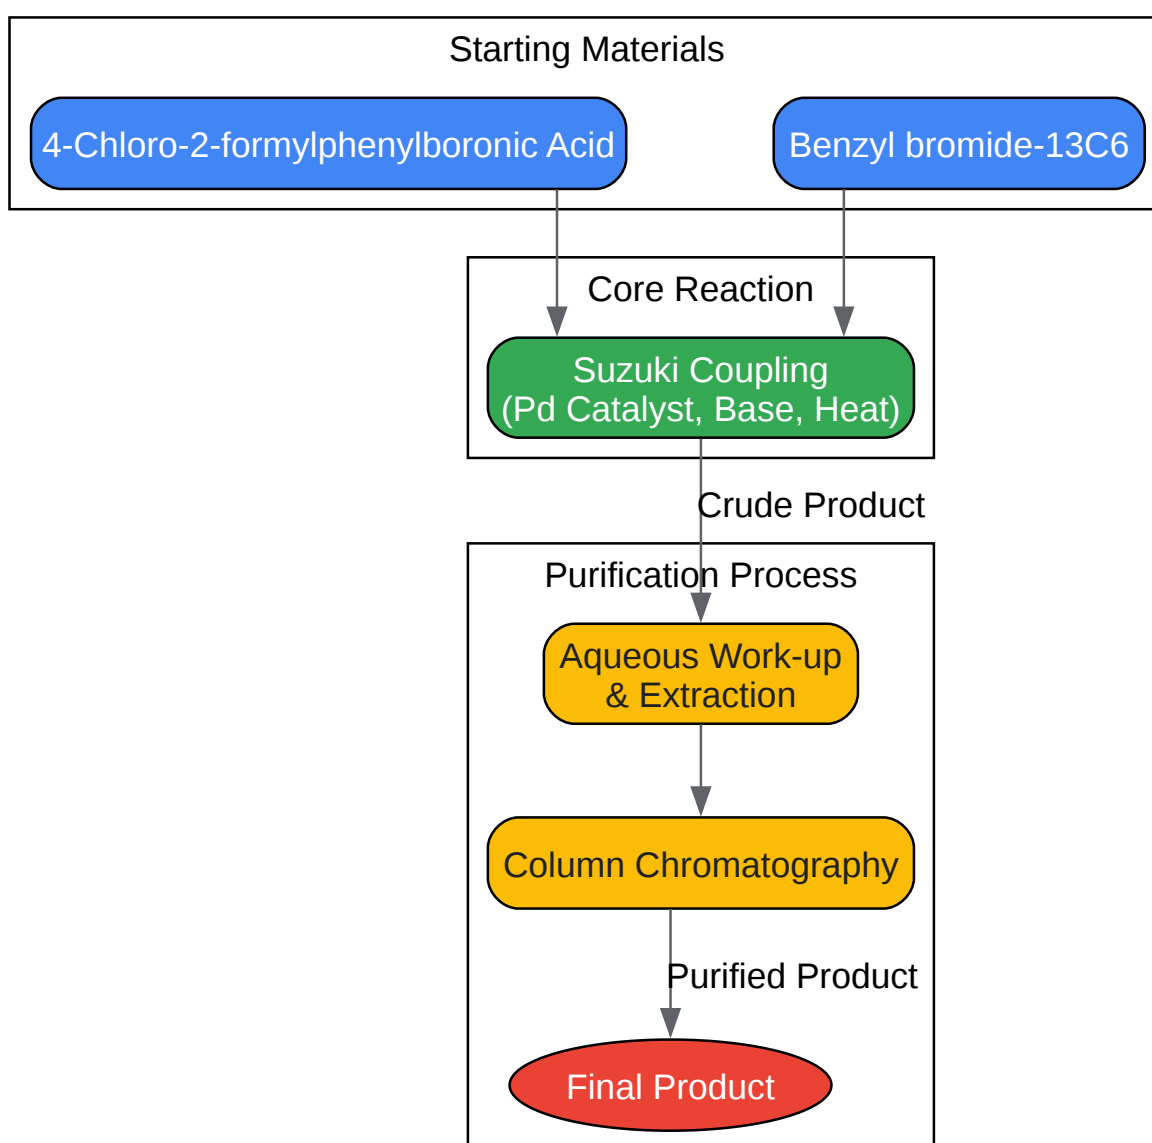 Starting Materials
4-Chloro-2-formylphenylboronic Acid
Benzyl bromide-13C6
Core Reaction
Suzuki Coupling
(Pd Catalyst, Base, Heat)
Crude Product
Purification Process
Aqueous Work-up
& Extraction
Column Chromatography
Purified Product
Final Product